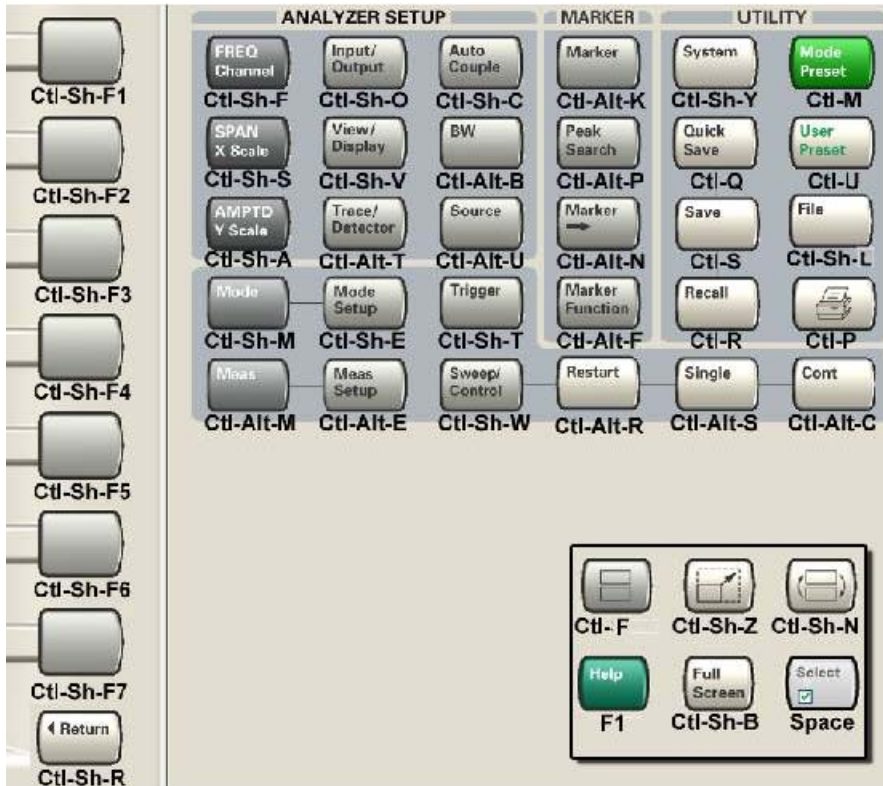 ANALYZER SETUP MARKER UTILITY
FREQ Channel
Input/ Output
Auto Couple
Marker
System
Mode Preset
Ctl-Sh-F1
Ctl-Sh-F Ctl-Sh-O Ctl-Sh-C Ctl-Alt-K Ctl-Sh-Y Ctl-M
SPAN X Scale
View/ Display
BW
Peak Search
Quick Save
User Preset
Ctl-Sh-F2
Ctl-Sh-S Ctl-Sh-V Ctl-Alt-B Ctl-Alt-P Ctl-Q Ctl-U
AMPTD Y Scale
Trace/ Detector
Source
Marker
Save
File
Ctl-Sh-A Ctl-Alt-T Ctl-Alt-U Ctl-Alt-N Ctl-S Ctl-Sh-L
Ctl-Sh-F3
Mode
Mode Setup
Trigger
Marker Function
Recall
Ctl-Sh-M Ctl-Sh-E Ctl-Sh-T Ctl-Alt-F Ctl-R Ctl-P
Ctl-Sh-F4
Meas
Meas Setup
Sweep/ Control
Restart
Single
Cont
Ctl-Alt-M Ctl-Alt-E Ctl-Sh-W Ctl-Alt-R Ctl-Alt-S Ctl-Alt-C
Ctl-Sh-F5
Ctl-Sh-F6
Ctl-F Ctl-Sh-Z Ctl-Sh-N
Ctl-Sh-F7
Help
Full Screen
Select
F1 Ctl-Sh-B Space
Return
Ctl-Sh-R